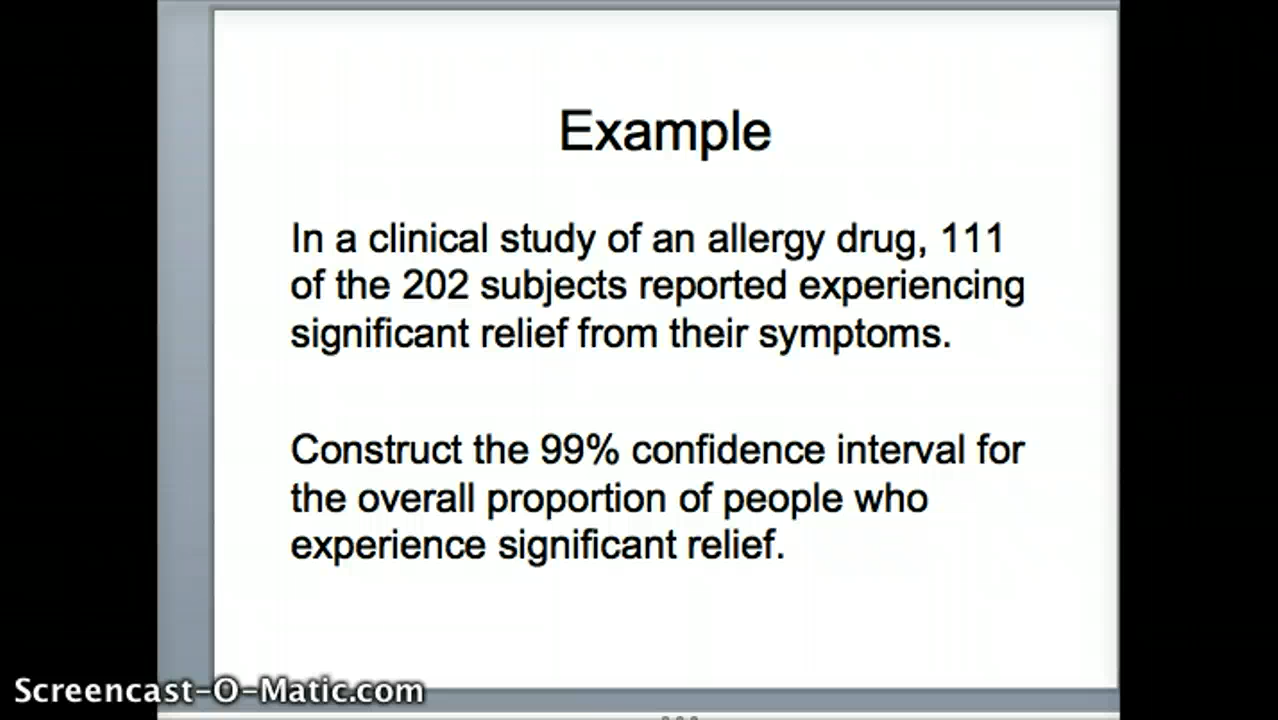 Example
In a clinical study of an allergy drug, 111
of the 202 subjects reported experiencing
significant relief from their symptoms.
Construct the 99% confidence interval for
the overall proportion of people who
experience significant relief.
Screencast-O-Matic.com